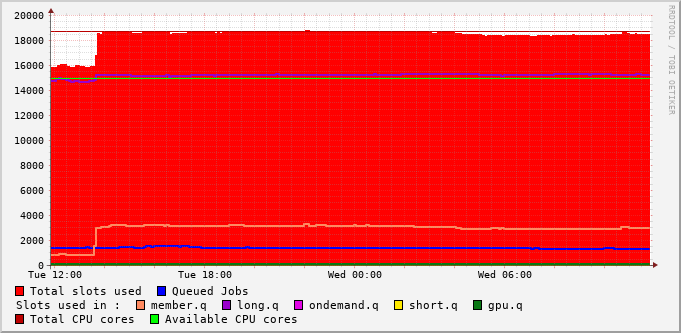 20000
18000
16000
14000
12000
10000
8000
6000
4000
2000
0
Tue 12:00 Tue 18:00 Wed 00:00 Wed 06:00
RRDTOOL / TOBI OETIKER
Total slots used Queued Jobs
Slots used in : member.q long.q ondemand.q short.q gpu.q
Total CPU cores Available CPU cores